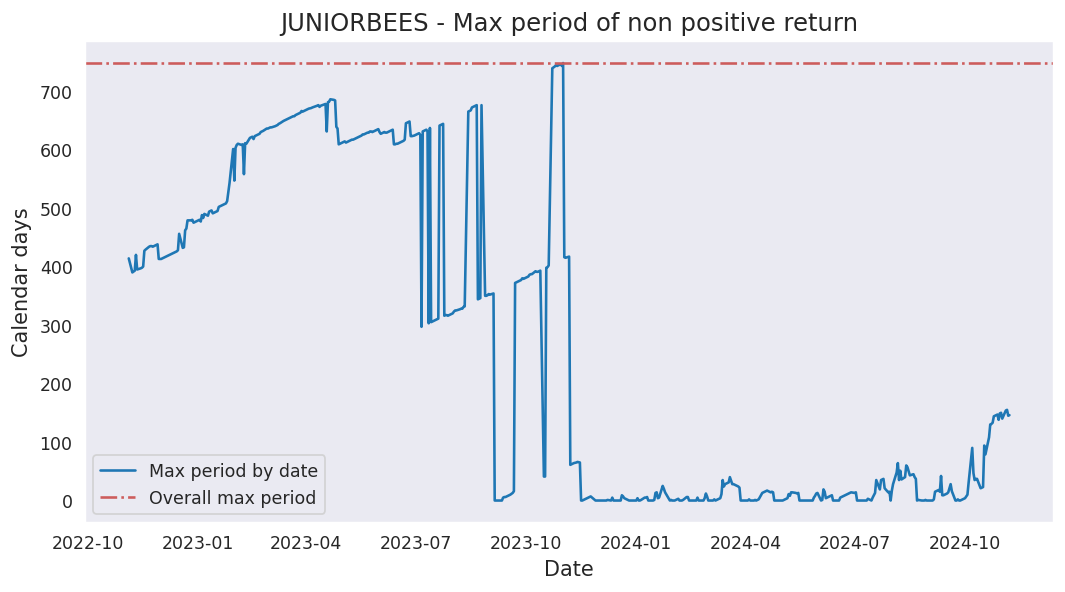 JUNIORBEES - Max period of non positive return
Calendar days
700
600
500
400
300
200
100
0
Max period by date
Overall max period
2022-10 2023-01 2023-04 2023-07 2023-10 2024-01 2024-04 2024-07 2024-10
Date